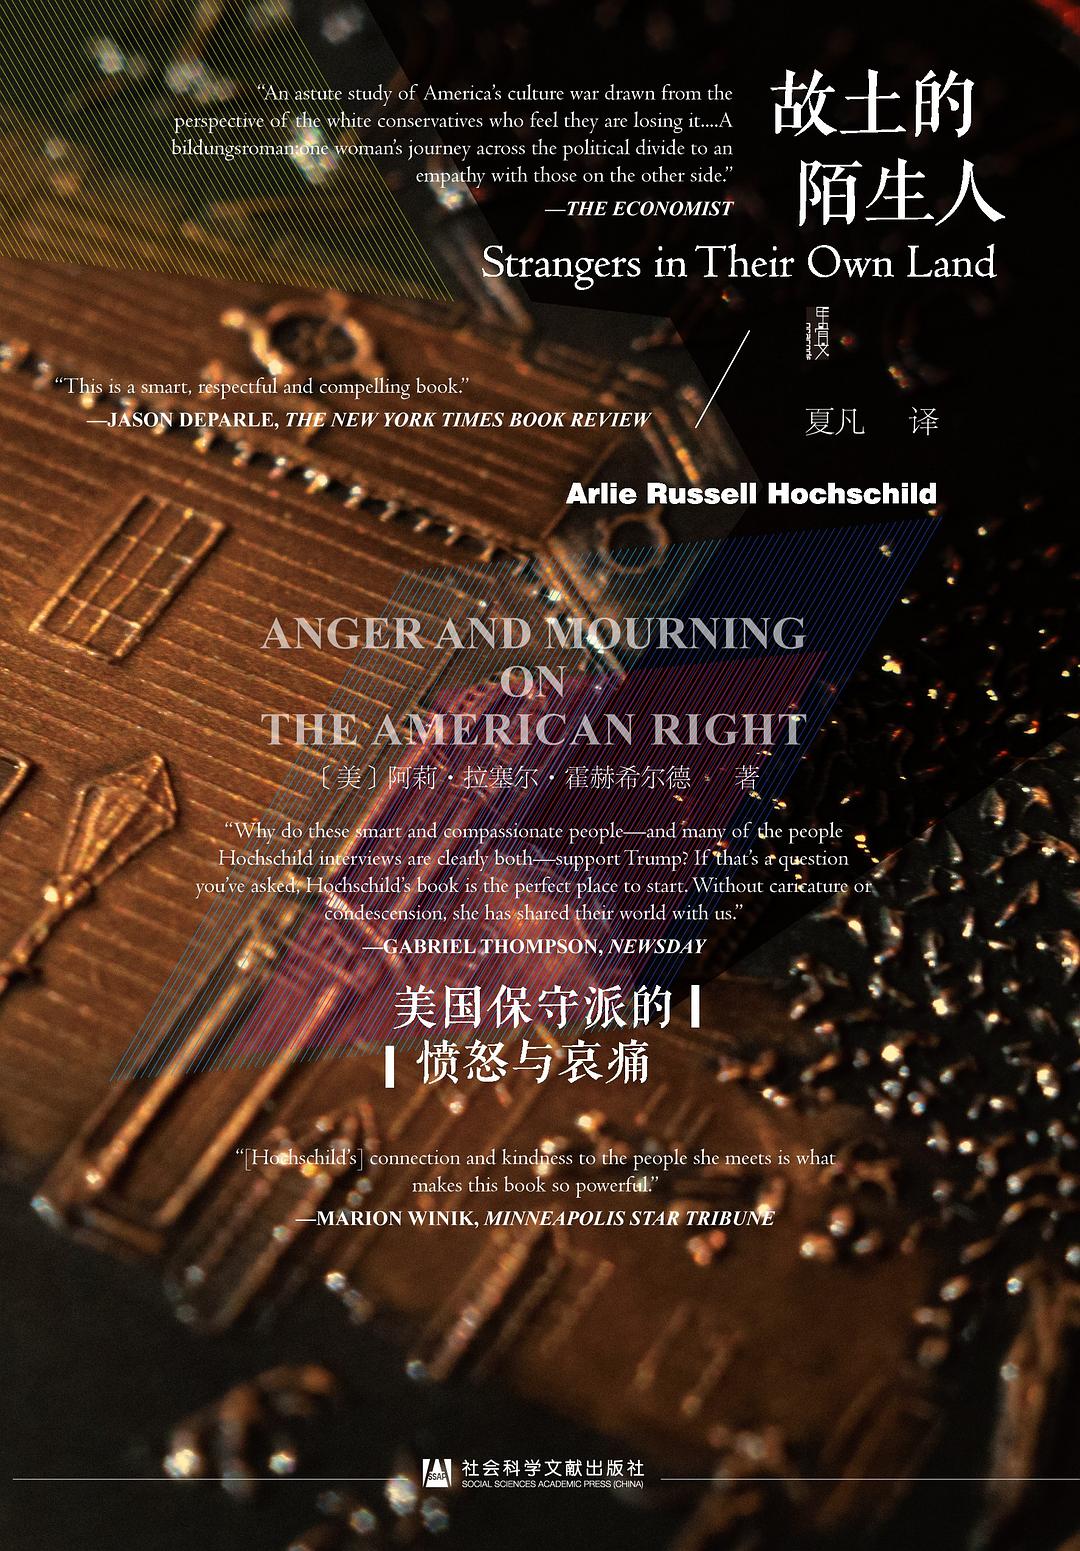 “An astute study of America’s culture war drawn from the
perspective of the white conservatives who feel they are losing it....A
bildungsroman:one woman’s journey across the political divide to an
empathy with those on the other side.”
—THE ECONOMIST
故土的
陌生人
Strangers in Their Own Land
甲骨文
“This is a smart, respectful and compelling book.”
—JASON DEPARLE, THE NEW YORK TIMES BOOK REVIEW
夏凡 译
Arlie Russell Hochschild
ANGER AND MOURNING
ON
THE AMERICAN RIGHT
〔美〕阿莉·拉塞尔·霍赫希尔德 著
“Why do these smart and compassionate people—and many of the people
Hochschild interviews are clearly both—support Trump? If that’s a question
you’ve asked, Hochschild’s book is the perfect place to start. Without caricature or
condescension, she has shared their world with us.”
—GABRIEL THOMPSON, NEWSDAY
美国保守派的
愤怒与哀痛
“[Hochschild’s] connection and kindness to the people she meets is what
makes this book so powerful.”
—MARION WINIK, MINNEAPOLIS STAR TRIBUNE
SSAP
社会科学文献出版社
SOCIAL SCIENCES ACADEMIC PRESS (CHINA)